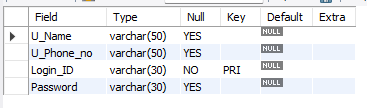 Field Type Null Key Default Extra
U_Name varchar(50) YES NULL
U_Phone_no varchar(50) YES NULL
Login_ID varchar(30) NO PRI NULL
Password varchar(30) YES NULL